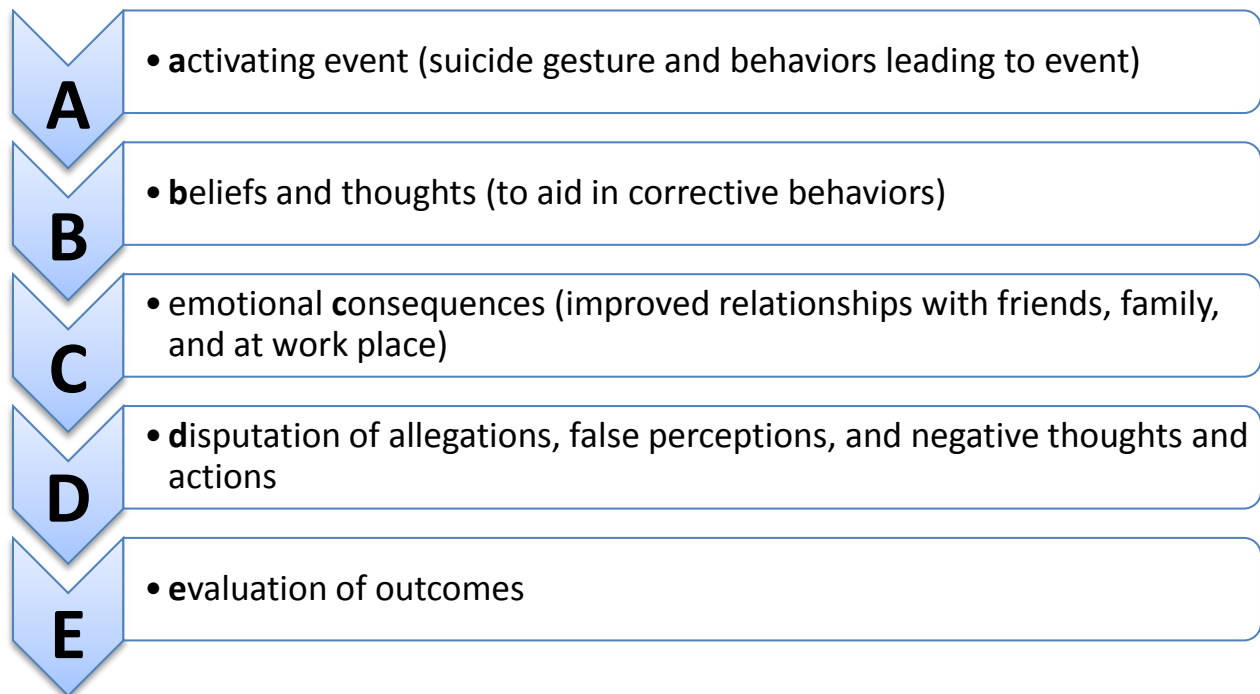 A
• activating event (suicide gesture and behaviors leading to event)
B
• beliefs and thoughts (to aid in corrective behaviors)
C
• emotional consequences (improved relationships with friends, family,
and at work place)
D
• disputation of allegations, false perceptions, and negative thoughts and
actions
E
• evaluation of outcomes